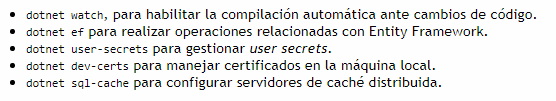 • dotnet watch, para habilitar la compilación automática ante cambios de código.
• dotnet ef para realizar operaciones relacionadas con Entity Framework.
• dotnet user-secrets para gestionar user secrets.
• dotnet dev-certs para manejar certificados en la máquina local.
• dotnet sql-cache para configurar servidores de caché distribuida.